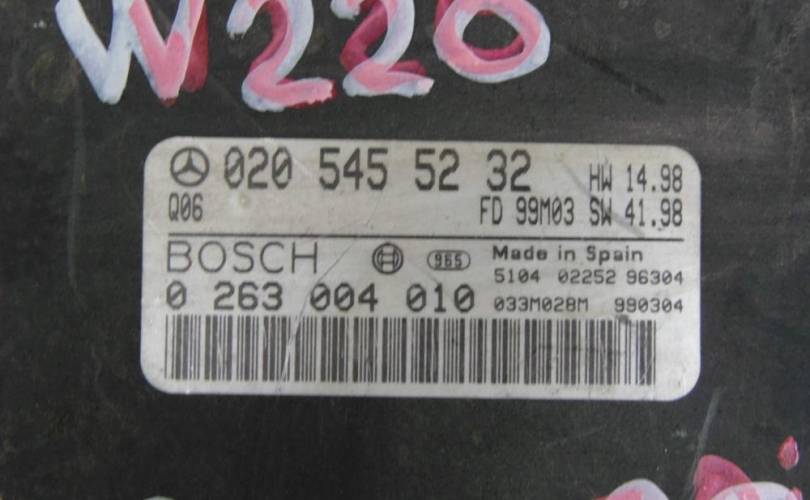 W220
020 545 52 32 HW 14.98
Q06 FD 99M03 SW 41.98
BOSCH 965 Made in Spain
5104 02252 96304
0 263 004 010 033M028M 990304